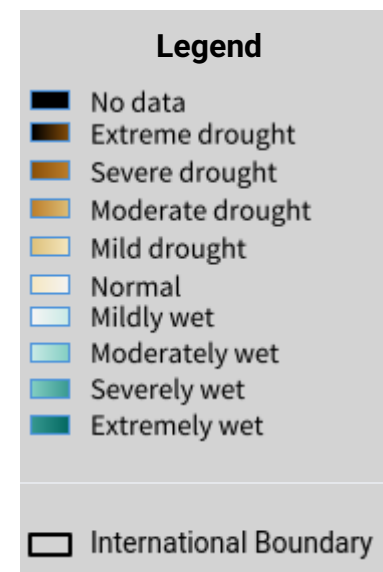 Legend
No data
Extreme drought
Severe drought
Moderate drought
Mild drought
Normal
Mildly wet
Moderately wet
Severely wet
Extremely wet
International Boundary